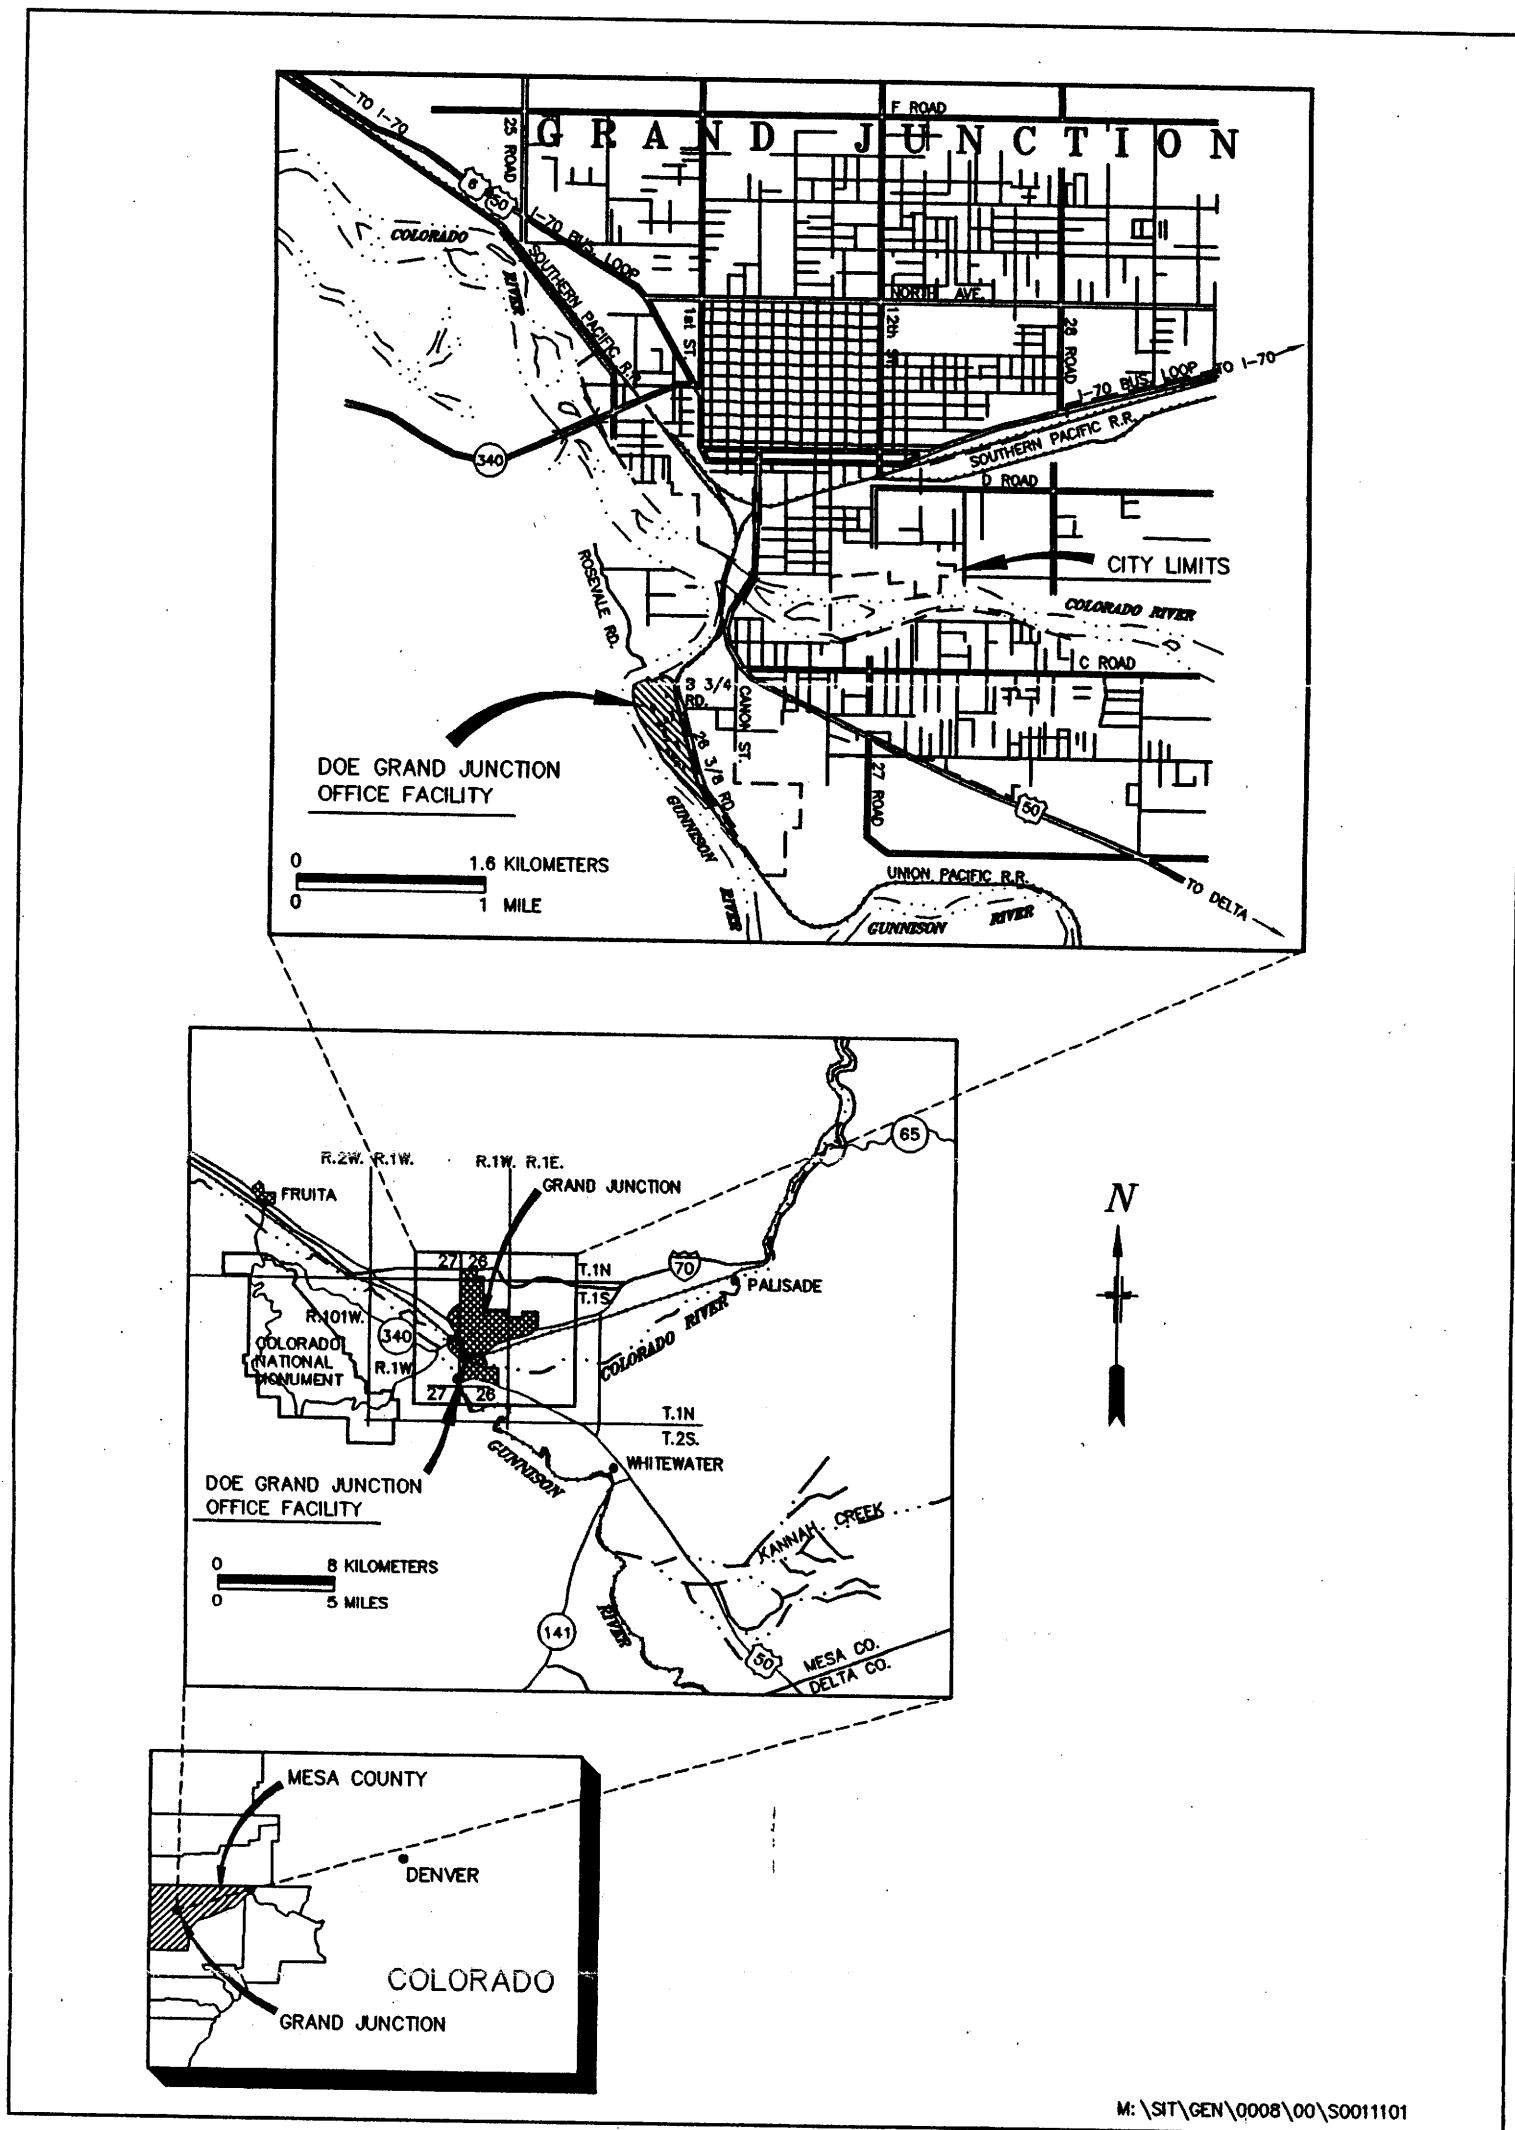 TO I-70
F ROAD
25 ROAD
GRAND JUNCTION
6
50
COLORADO
RIVER
I-70 BUS. LOOP
SOUTHERN PACIFIC R.R.
NORTH AVE.
1st ST.
12th ST.
28 ROAD
I-70 BUS. LOOP
TO I-70
SOUTHERN PACIFIC R.R.
340
D ROAD
ROSEVALE RD.
CITY LIMITS
COLORADO RIVER
C ROAD
B 3/4
RD.
CANON ST.
26 3/8 RD.
DOE GRAND JUNCTION
OFFICE FACILITY
GUNNISON
RIVER
27 ROAD
50
0 1.6 KILOMETERS
0 1 MILE
UNION PACIFIC R.R.
GUNNISON RIVER
TO DELTA
65
R.2W. R.1W.
R.1W. R.1E.
GRAND JUNCTION
FRUITA
27 26
T.1N
T.1S
70
PALISADE
R.101W.
340
COLORADO
NATIONAL
MONUMENT
R.1W
COLORADO RIVER
27 26
T.1N
T.2S.
GUNNISON
WHITEWATER
DOE GRAND JUNCTION
OFFICE FACILITY
KANNAH CREEK
0 8 KILOMETERS
0 5 MILES
141
RIVER
50
MESA CO.
DELTA CO.
N
MESA COUNTY
DENVER
COLORADO
GRAND JUNCTION
M:\SIT\GEN\0008\00\S0011101